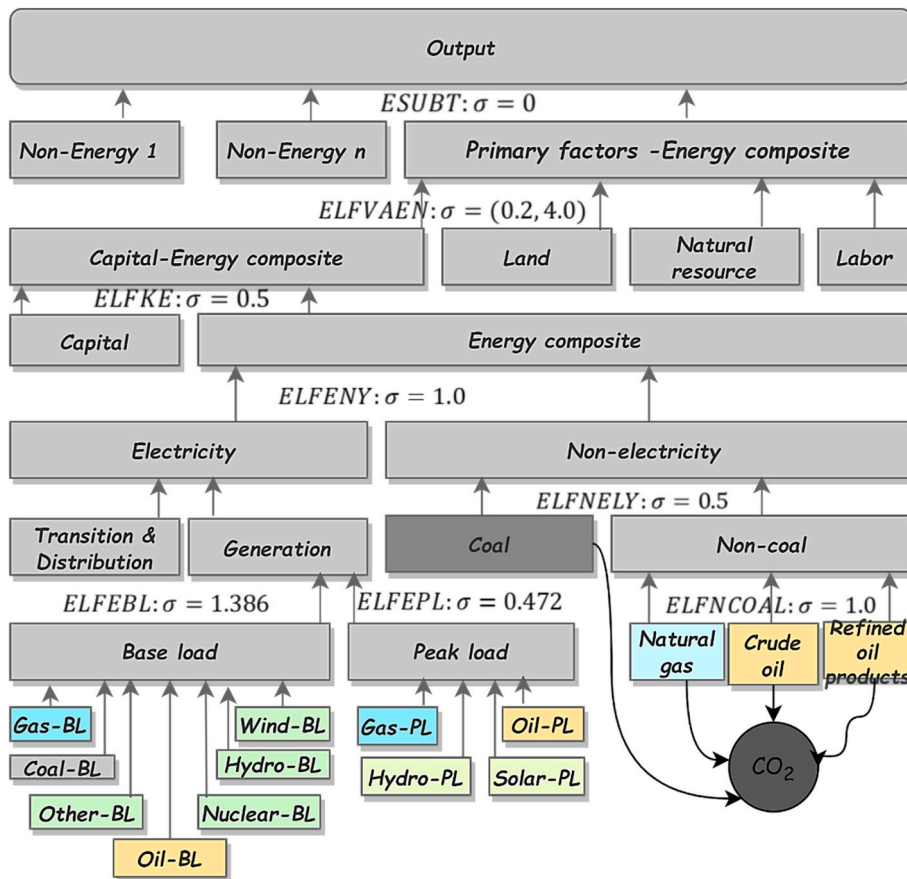 Output
ESUBT: σ = 0
Non-Energy 1
Non-Energy n
Primary factors -Energy composite
ELFVAEN: σ = (0.2, 4.0)
Capital-Energy composite
Land
Natural
resource
Labor
ELFKE: σ = 0.5
Capital
Energy composite
ELFENY: σ = 1.0
Electricity
Non-electricity
ELFNELY: σ = 0.5
Transition &
Distribution
Generation
Coal
Non-coal
ELFEBL: σ = 1.386
ELFEPL: σ = 0.472
ELFNCOAL: σ = 1.0
Base load
Peak load
Natural
gas
Crude
oil
Refined
oil
products
Gas-BL
Wind-BL
Gas-PL
Oil-PL
Coal-BL
Hydro-BL
Hydro-PL
Solar-PL
CO₂
Other-BL
Nuclear-BL
Oil-BL